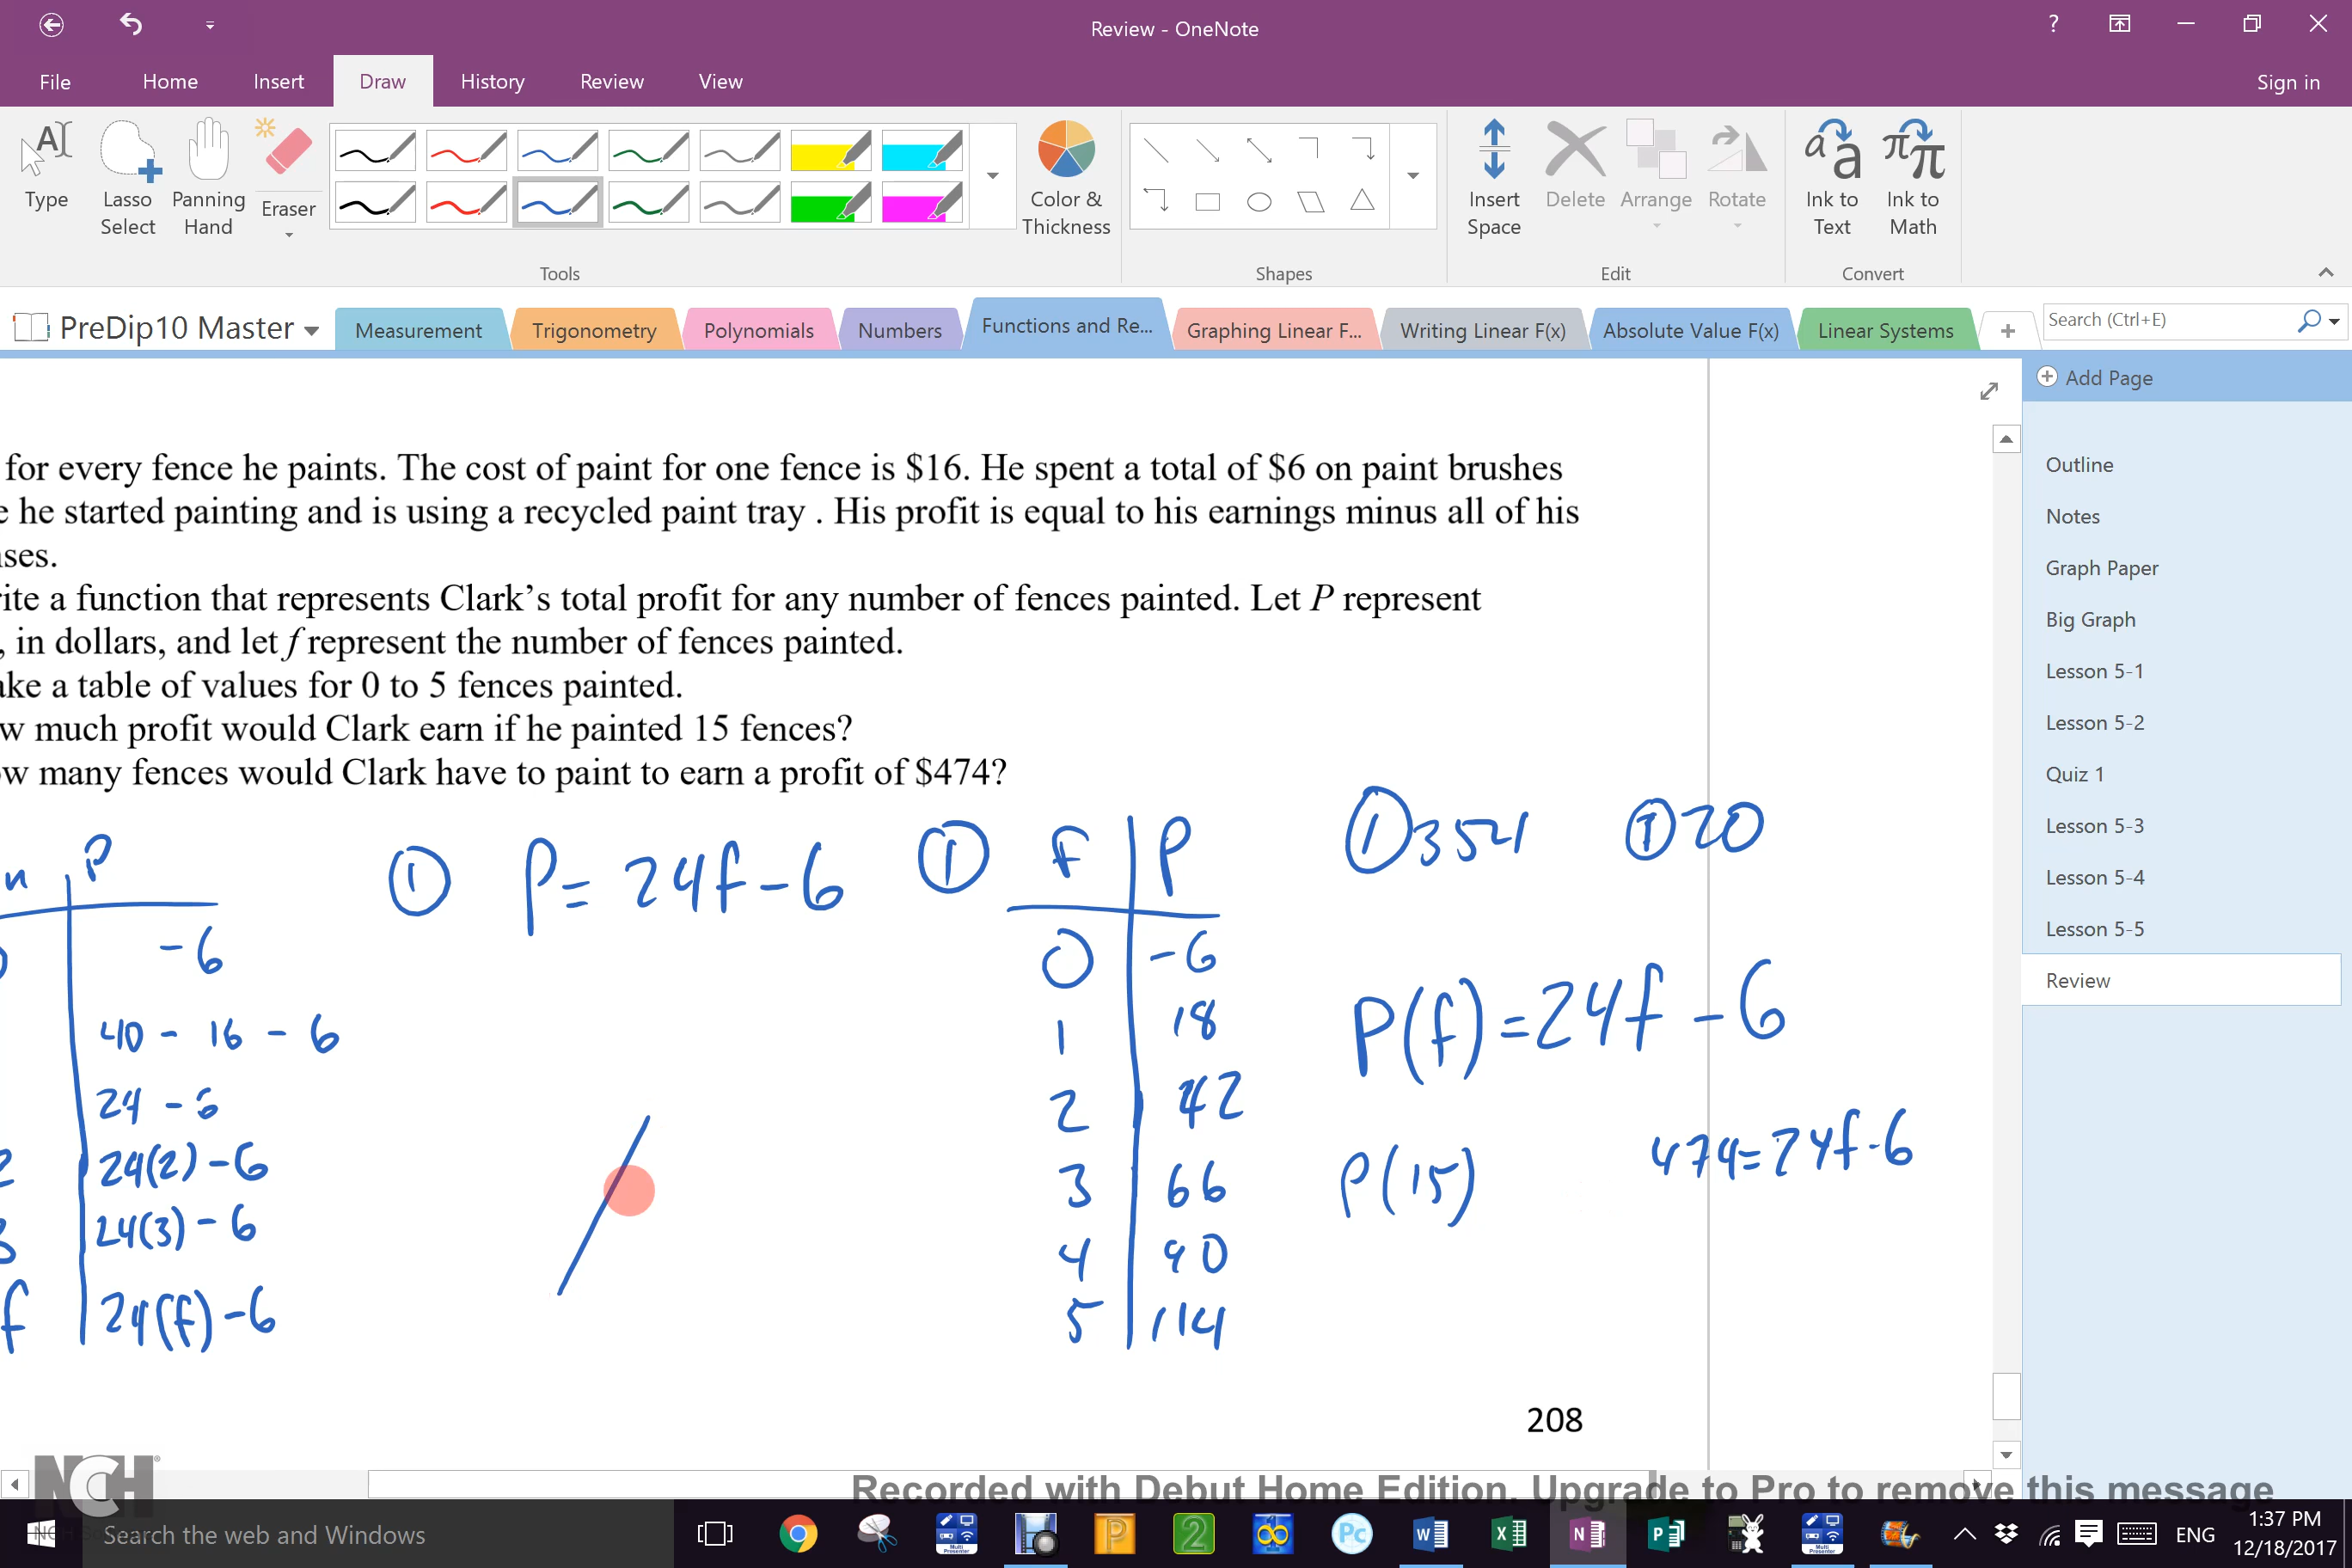 Review - OneNote
?
File Home Insert Draw History Review View Sign in
Type
Lasso Select
Panning Hand
Eraser
Color & Thickness
Insert Space
Delete
Arrange
Rotate
Ink to Text
Ink to Math
Tools Shapes Edit Convert
PreDip10 Master Measurement Trigonometry Polynomials Numbers Functions and Re... Graphing Linear F... Writing Linear F(x) Absolute Value F(x) Linear Systems + Search (Ctrl+E)
Add Page
Outline
Notes
Graph Paper
Big Graph
Lesson 5-1
Lesson 5-2
Quiz 1
Lesson 5-3
Lesson 5-4
Lesson 5-5
Review
for every fence he paints. The cost of paint for one fence is $16. He spent a total of $6 on paint brushes
e he started painting and is using a recycled paint tray . His profit is equal to his earnings minus all of his
ses.
ite a function that represents Clark's total profit for any number of fences painted. Let P represent
, in dollars, and let f represent the number of fences painted.
ake a table of values for 0 to 5 fences painted.
w much profit would Clark earn if he painted 15 fences?
ow many fences would Clark have to paint to earn a profit of $474?
n P
-6
40 - 16 - 6
24 - 6
2 24(2) - 6
3 24(3) - 6
f 24(f) - 6
① P = 24f - 6
① f P
0 -6
1 18
2 42
3 66
4 90
5 114
① 354
① 20
P(f) = 24f - 6
P(15)
474 = 24f - 6
208
NCH
Recorded with Debut Home Edition. Upgrade to Pro to remove this message
Search the web and Windows
ENG
1:37 PM
12/18/2017